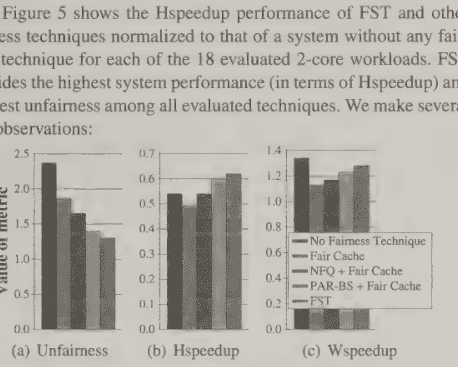 Figure 5 shows the Hspeedup performance of FST and othe
ess techniques normalized to that of a system without any fai
technique for each of the 18 evaluated 2-core workloads. FS
ides the highest system performance (in terms of Hspeedup) an
est unfairness among all evaluated techniques. We make severa
observations:
Value of metric
2.5
2.0
1.5
1.0
0.5
0.0
(a) Unfairness
0.7
0.6
0.5
0.4
0.3
0.2
0.1
0.0
(b) Hspeedup
1.4
1.2
1.0
0.8
0.6
0.4
0.2
0.0
No Fairness Technique
Fair Cache
NFQ + Fair Cache
PAR-BS + Fair Cache
FST
(c) Wspeedup